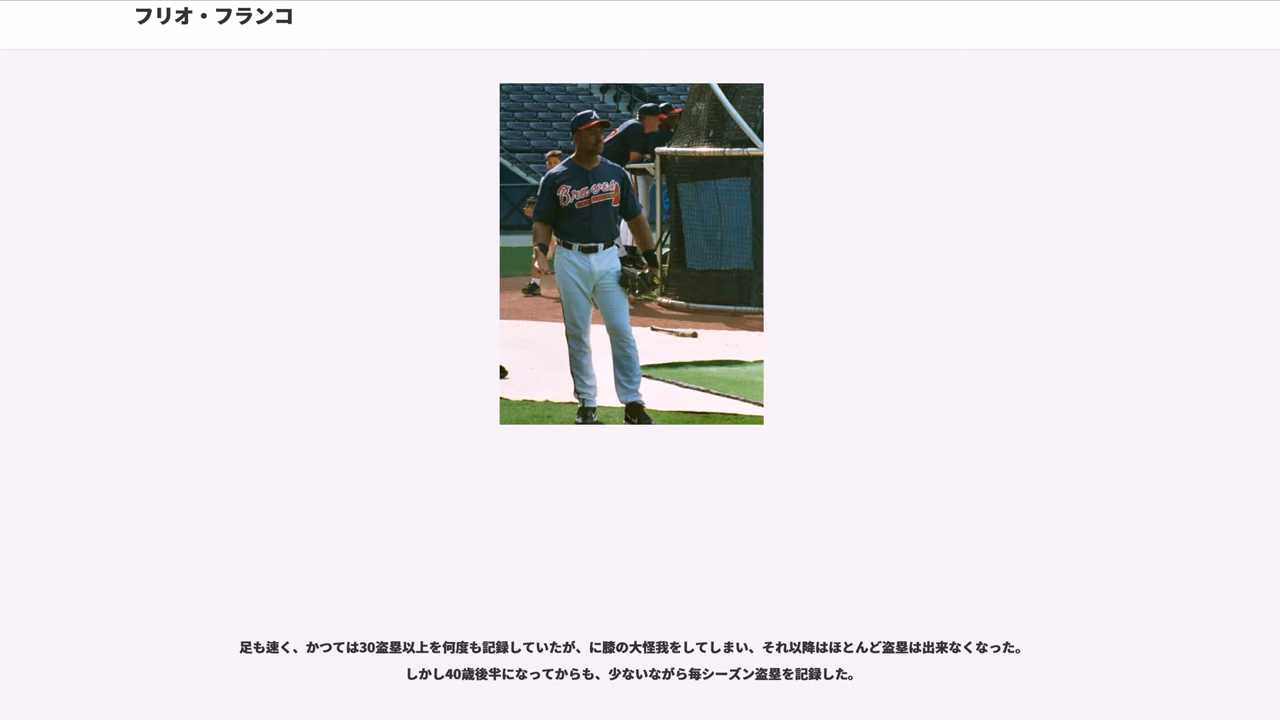 フリオ・フランコ
Braves
足も速く、かつては30盗塁以上を何度も記録していたが、に膝の大怪我をしてしまい、それ以降はほとんど盗塁は出来なくなった。
しかし40歳後半になってからも、少ないながら毎シーズン盗塁を記録した。